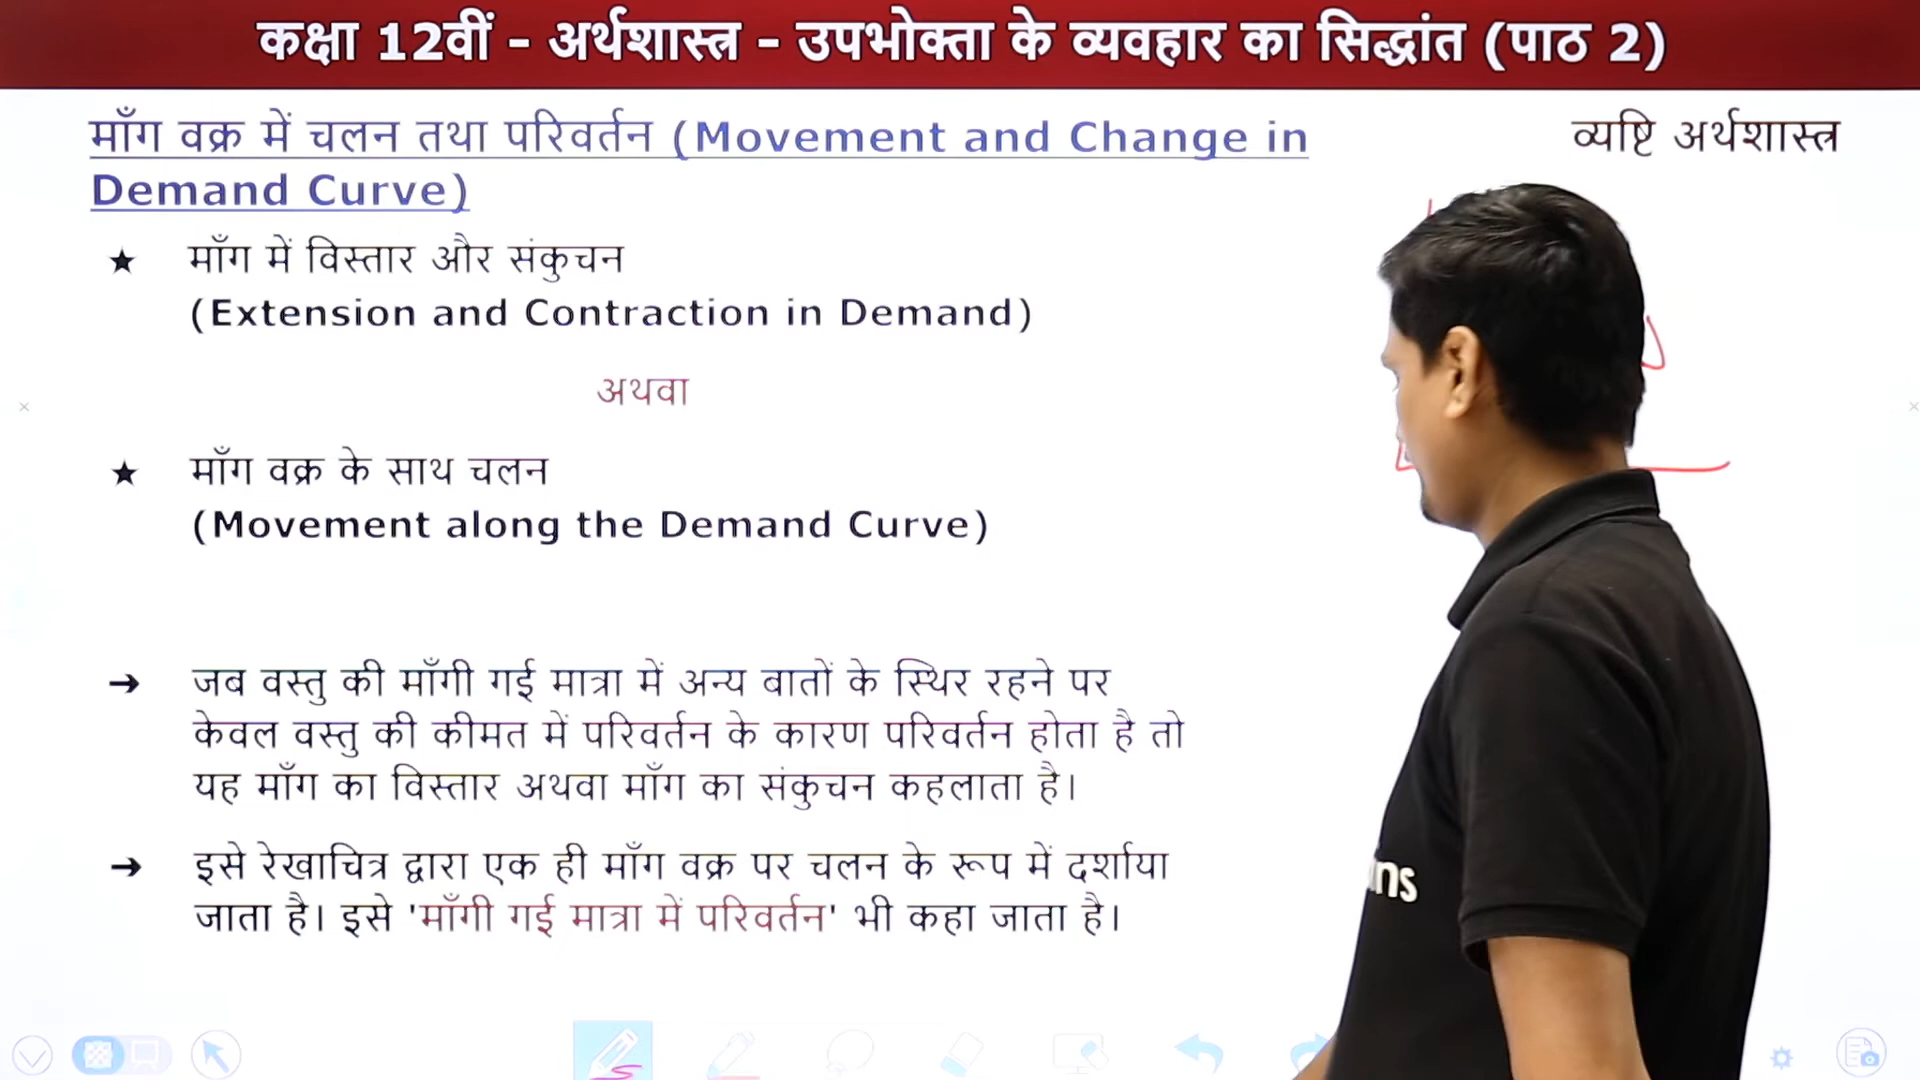 कक्षा 12वीं - अर्थशास्त्र - उपभोक्ता के व्यवहार का सिद्धांत (पाठ 2)
माँग वक्र में चलन तथा परिवर्तन (Movement and Change in
Demand Curve)
व्यष्टि अर्थशास्त्र
★ माँग में विस्तार और संकुचन
(Extension and Contraction in Demand)
अथवा
★ माँग वक्र के साथ चलन
(Movement along the Demand Curve)
→ जब वस्तु की माँगी गई मात्रा में अन्य बातों के स्थिर रहने पर
केवल वस्तु की कीमत में परिवर्तन के कारण परिवर्तन होता है तो
यह माँग का विस्तार अथवा माँग का संकुचन कहलाता है।
→ इसे रेखाचित्र द्वारा एक ही माँग वक्र पर चलन के रूप में दर्शाया
जाता है। इसे 'माँगी गई मात्रा में परिवर्तन' भी कहा जाता है।